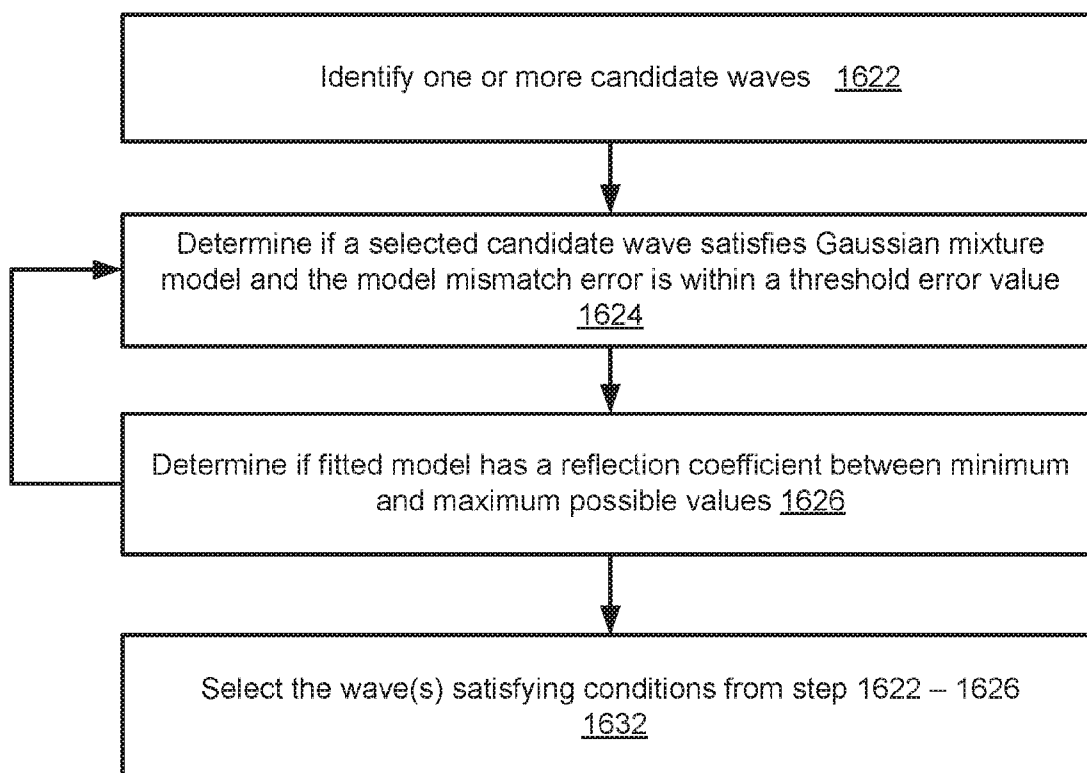 Identify one or more candidate waves 1622
Determine if a selected candidate wave satisfies Gaussian mixture
model and the model mismatch error is within a threshold error value
1624
Determine if fitted model has a reflection coefficient between minimum
and maximum possible values 1626
Select the wave(s) satisfying conditions from step 1622 – 1626
1632